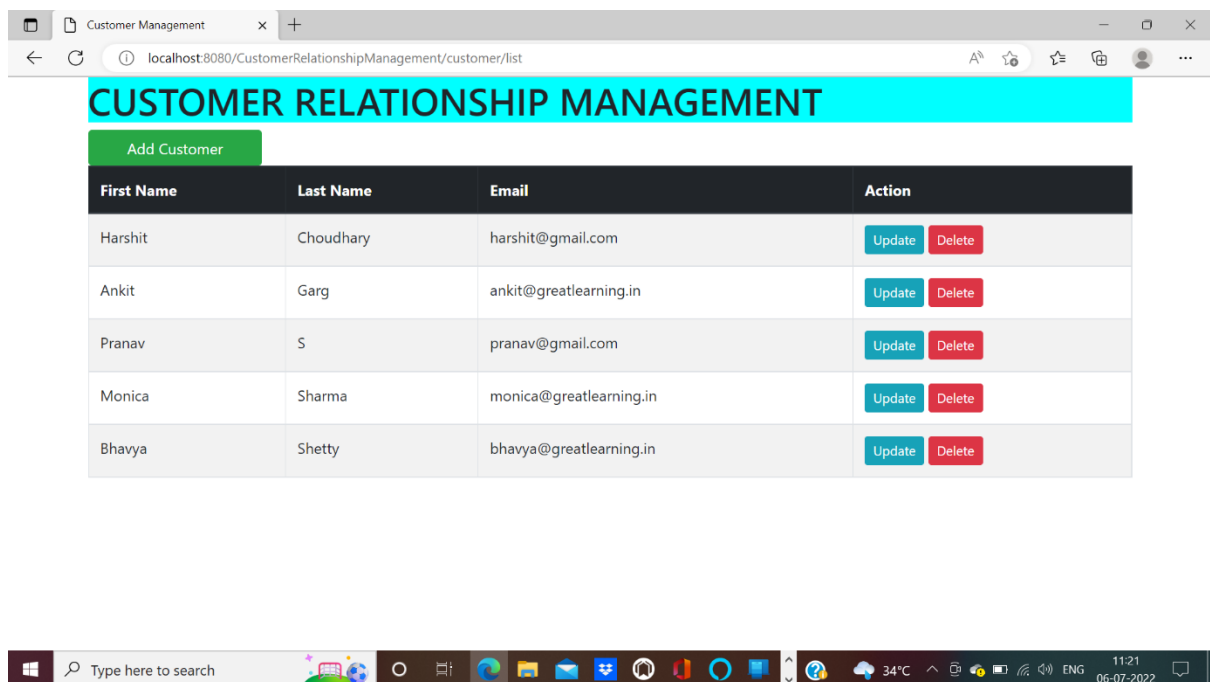 Customer Management
localhost:8080/CustomerRelationshipManagement/customer/list
CUSTOMER RELATIONSHIP MANAGEMENT
Add Customer
First Name Last Name Email Action
Harshit Choudhary harshit@gmail.com Update Delete
Ankit Garg ankit@greatlearning.in Update Delete
Pranav S pranav@gmail.com Update Delete
Monica Sharma monica@greatlearning.in Update Delete
Bhavya Shetty bhavya@greatlearning.in Update Delete
Type here to search 34°C ENG 11:21
06-07-2022